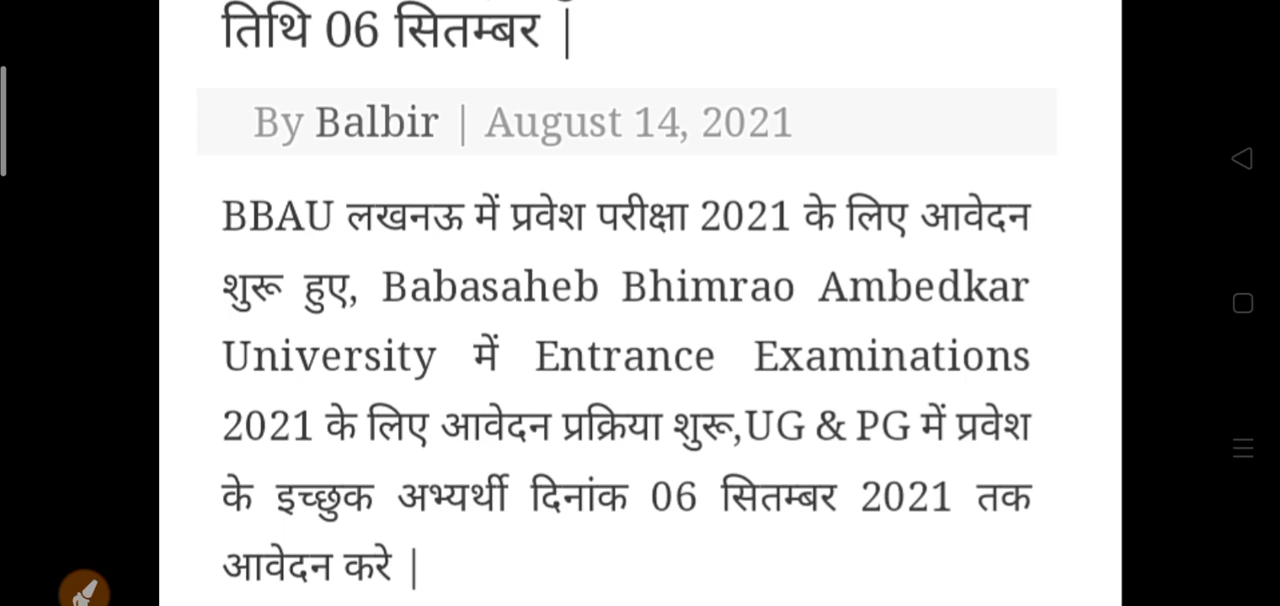 तिथि 06 सितम्बर |
By Balbir | August 14, 2021
BBAU लखनऊ में प्रवेश परीक्षा 2021 के लिए आवेदन
शुरू हुए, Babasaheb Bhimrao Ambedkar
University में Entrance Examinations
2021 के लिए आवेदन प्रक्रिया शुरू,UG & PG में प्रवेश
के इच्छुक अभ्यर्थी दिनांक 06 सितम्बर 2021 तक
आवेदन करे |